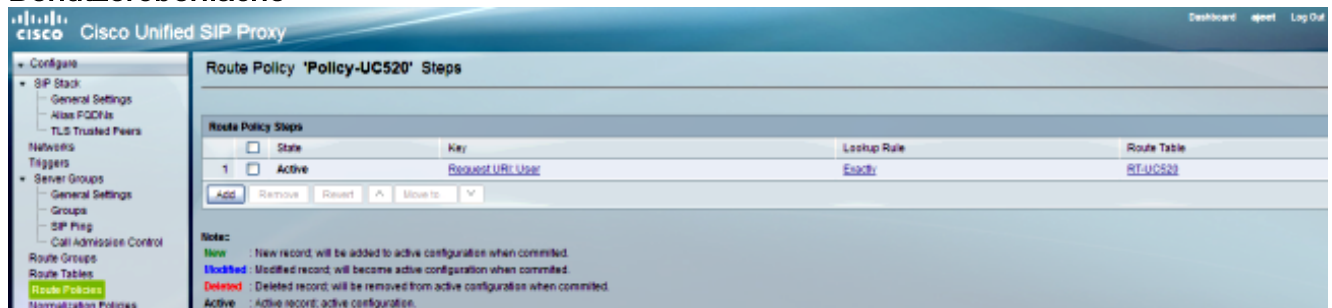 Benutzeroberfläche
Dashboard ajeet Log Out
cisco Cisco Unified SIP Proxy
Configure
Route Policy 'Policy-UC520' Steps
SIP Stack
General Settings
Alias FQDNs
TLS Trusted Peers
Networks
Triggers
Server Groups
General Settings
Groups
SIP Ping
Call Admission Control
Route Groups
Route Tables
Route Policies
Normalization Policies
Route Policy Steps
State Key Lookup Rule Route Table
1 Active Request URI: User Exactly RT-UC520
Add Remove Revert Move to
Note:
New : New record; will be added to active configuration when commited.
Modified : Modified record; will become active configuration when commited.
Deleted : Deleted record; will be removed from active configuration when commited.
Active : Active record; active configuration.